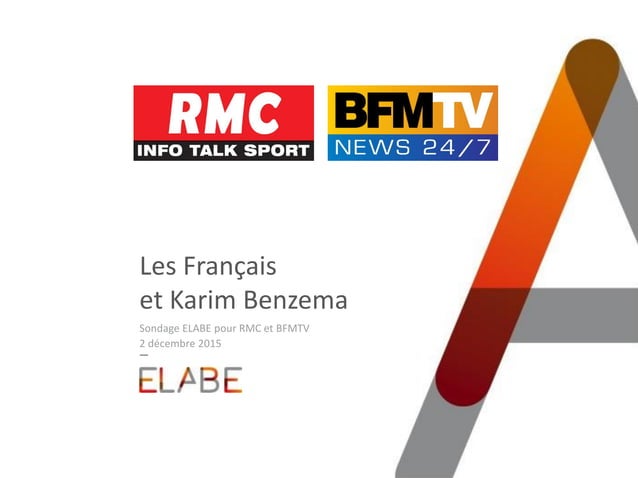 RMC
INFO TALK SPORT
BFMTV
NEWS 24/7
Les Français
et Karim Benzema
Sondage ELABE pour RMC et BFMTV
2 décembre 2015
ELABE